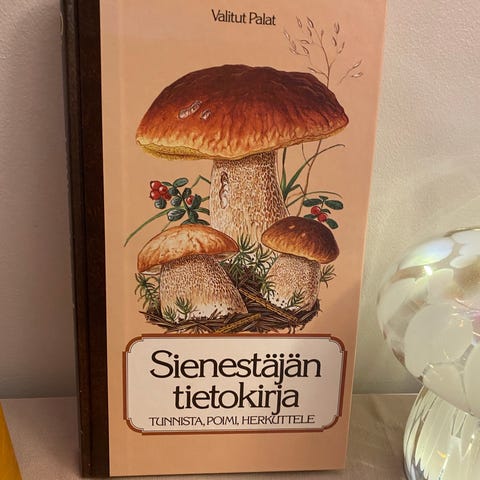 Valitut Palat
Sienestäjän
tietokirja
TUNNISTA, POIMI, HERKUTTELE